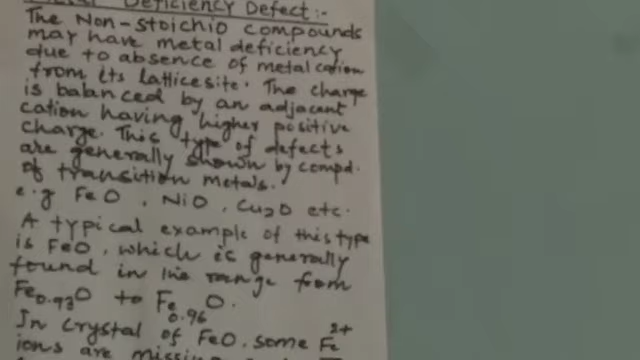 Metal Deficiency Defect:-
The Non-stoichio compounds
may have metal deficiency
due to absence of metal cation
from its latticesite. The charge
is balanced by an adjacent
cation having higher positive
charge. This type of defects
are generally shown by compd.
of transition metals.
e.g FeO, NiO, Cu2O etc.
A typical example of this type
is FeO, which is generally
found in the range from
Fe0.93O to Fe0.96O.
In crystal of FeO, some Fe2+
ions are missing